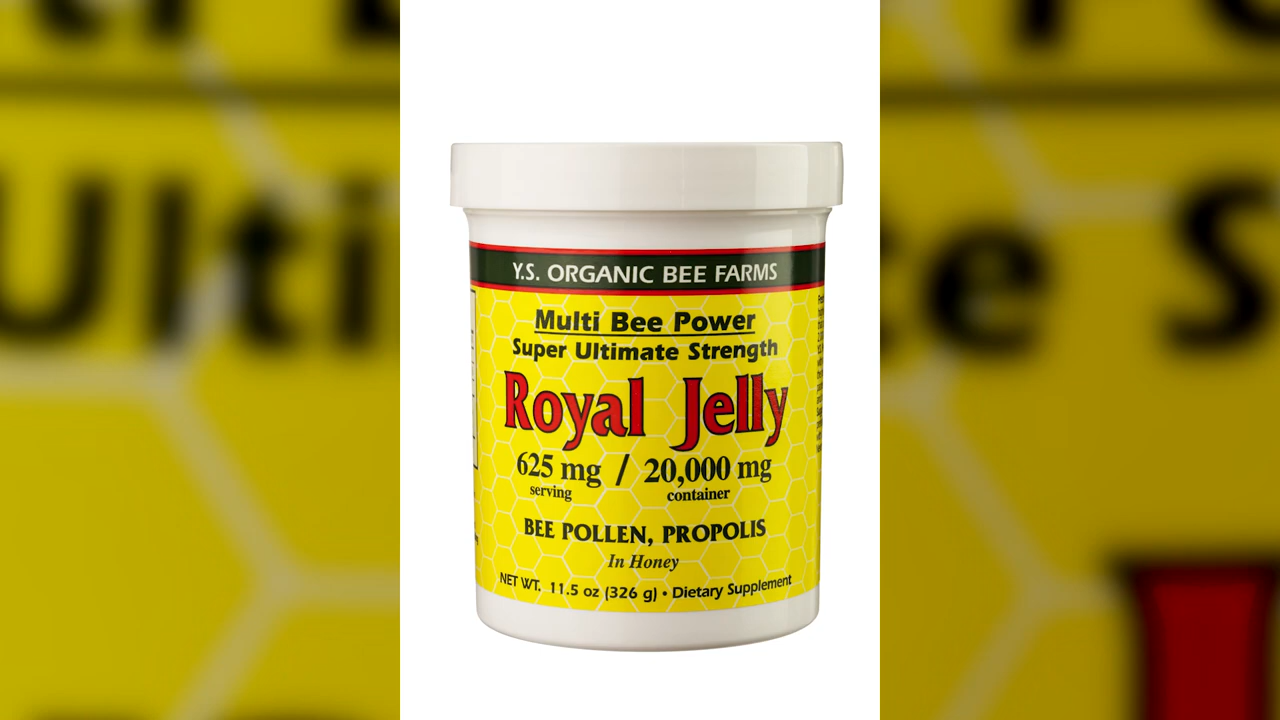 Y.S. ORGANIC BEE FARMS
Multi Bee Power
Super Ultimate Strength
Royal Jelly
625 mg / 20,000 mg
serving container
BEE POLLEN, PROPOLIS
In Honey
NET WT. 11.5 oz (326 g) • Dietary Supplement